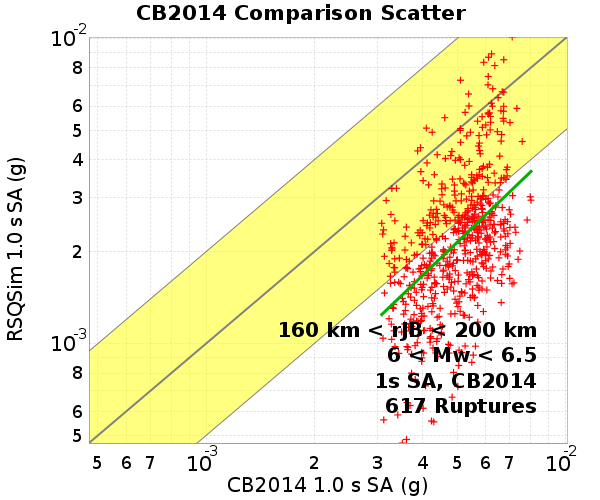 CB2014 Comparison Scatter
RSQSim 1.0 s SA (g)
10-2
8
6
5
4
3
2
10-3
8
6
5
160 km < rJB < 200 km
6 < Mw < 6.5
1s SA, CB2014
617 Ruptures
5 6 7 10-3 2 3 4 5 6 7 10-2
CB2014 1.0 s SA (g)